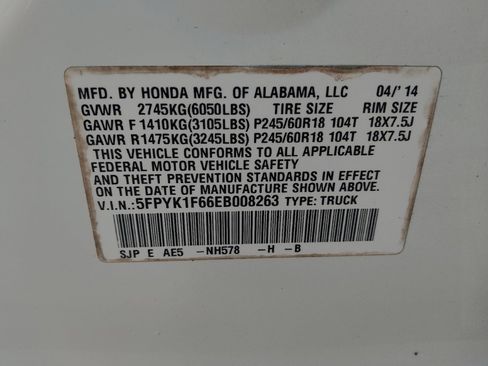 MFD. BY HONDA MFG. OF ALABAMA, LLC 04/'14
GVWR 2745KG(6050LBS) TIRE SIZE RIM SIZE
GAWR F 1410KG(3105LBS) P245/60R18 104T 18X7.5J
GAWR R1475KG(3245LBS) P245/60R18 104T 18X7.5J
THIS VEHICLE CONFORMS TO ALL APPLICABLE
FEDERAL MOTOR VEHICLE SAFETY
AND THEFT PREVENTION STANDARDS IN EFFECT
ON THE DATE OF MANUFACTURE SHOWN ABOVE.
V.I.N.:5FPYK1F66EB008263 TYPE: TRUCK
SJP E AE5 -NH578 -H -B